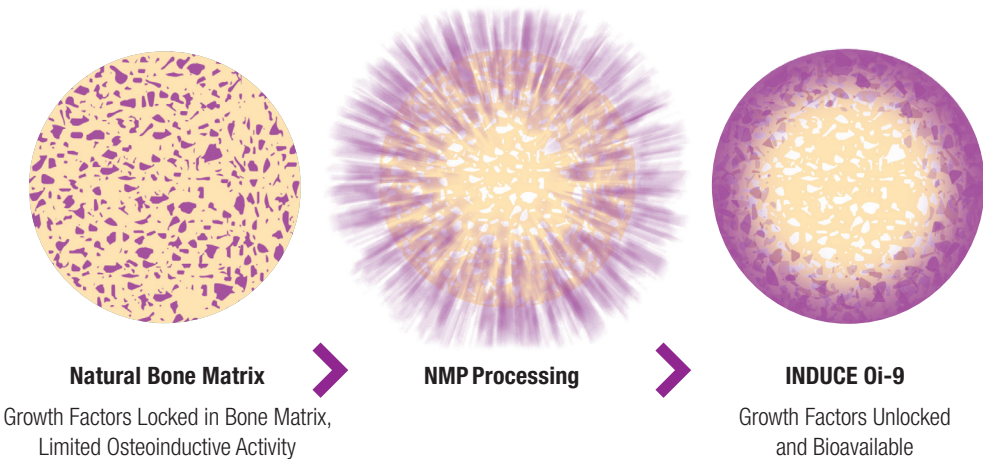 Natural Bone Matrix
Growth Factors Locked in Bone Matrix,
Limited Osteoinductive Activity
NMP Processing
INDUCE Oi-9
Growth Factors Unlocked
and Bioavailable